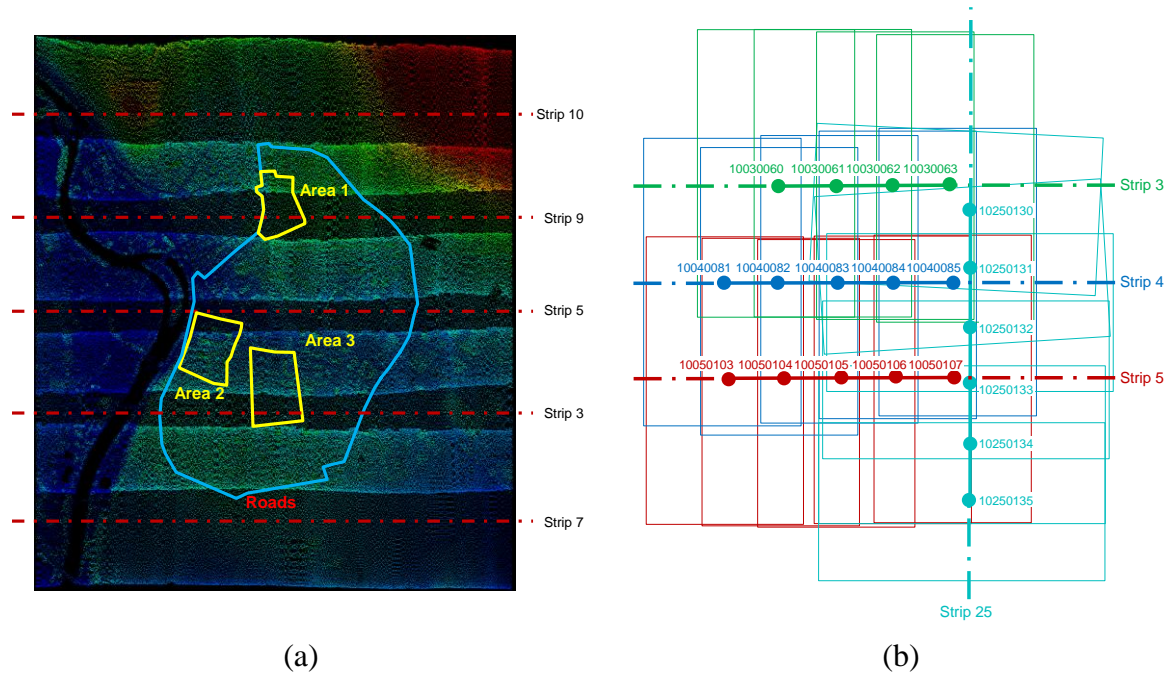 Strip 10
Area 1
Strip 9
Strip 5
Area 3
Area 2
Strip 3
Roads
Strip 7
(a)
10030060 10030061 10030062 10030063
Strip 3
10250130
10040081 10040082 10040083 10040084 10040085
10250131
Strip 4
10250132
10050103 10050104 10050105 10050106 10050107
Strip 5
10250133
10250134
10250135
Strip 25
(b)